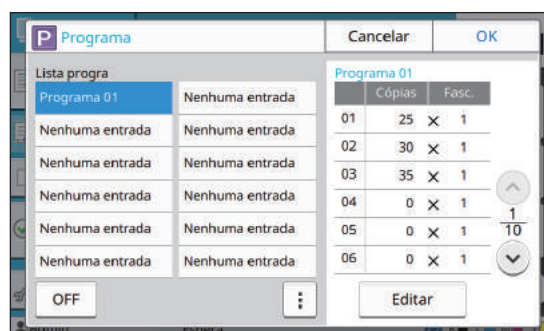 P Programa Cancelar OK
Lista progra
Programa 01 Nenhuma entrada
Nenhuma entrada Nenhuma entrada
Nenhuma entrada Nenhuma entrada
Nenhuma entrada Nenhuma entrada
Nenhuma entrada Nenhuma entrada
Nenhuma entrada Nenhuma entrada
OFF
Programa 01
Cópias Fasc.
01 25 × 1
02 30 × 1
03 35 × 1
04 0 × 1
05 0 × 1
06 0 × 1
1
10
Editar